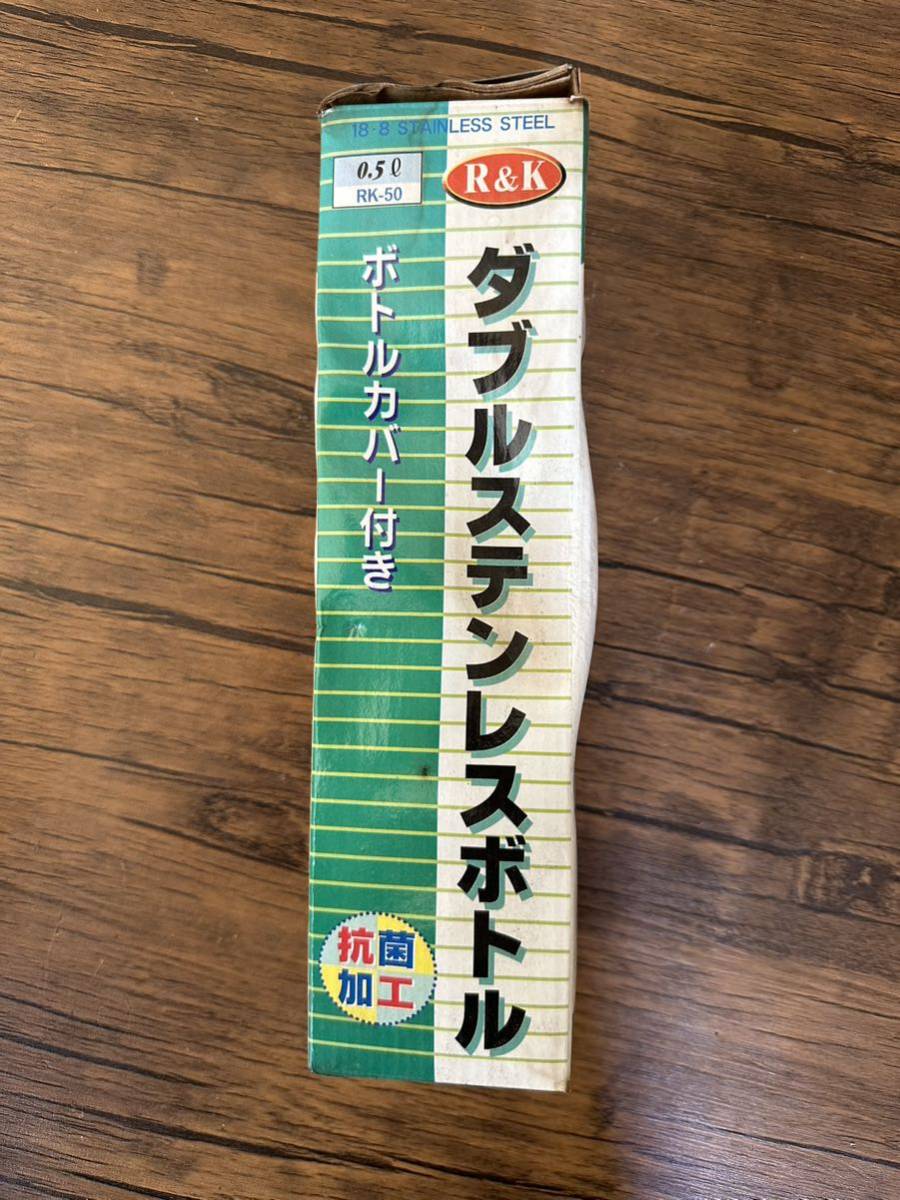 18-8 STAINLESS STEEL
0.5ℓ
RK-50
R&K
ダブルステンレスボトル
ボトルカバー付き
抗菌
加工